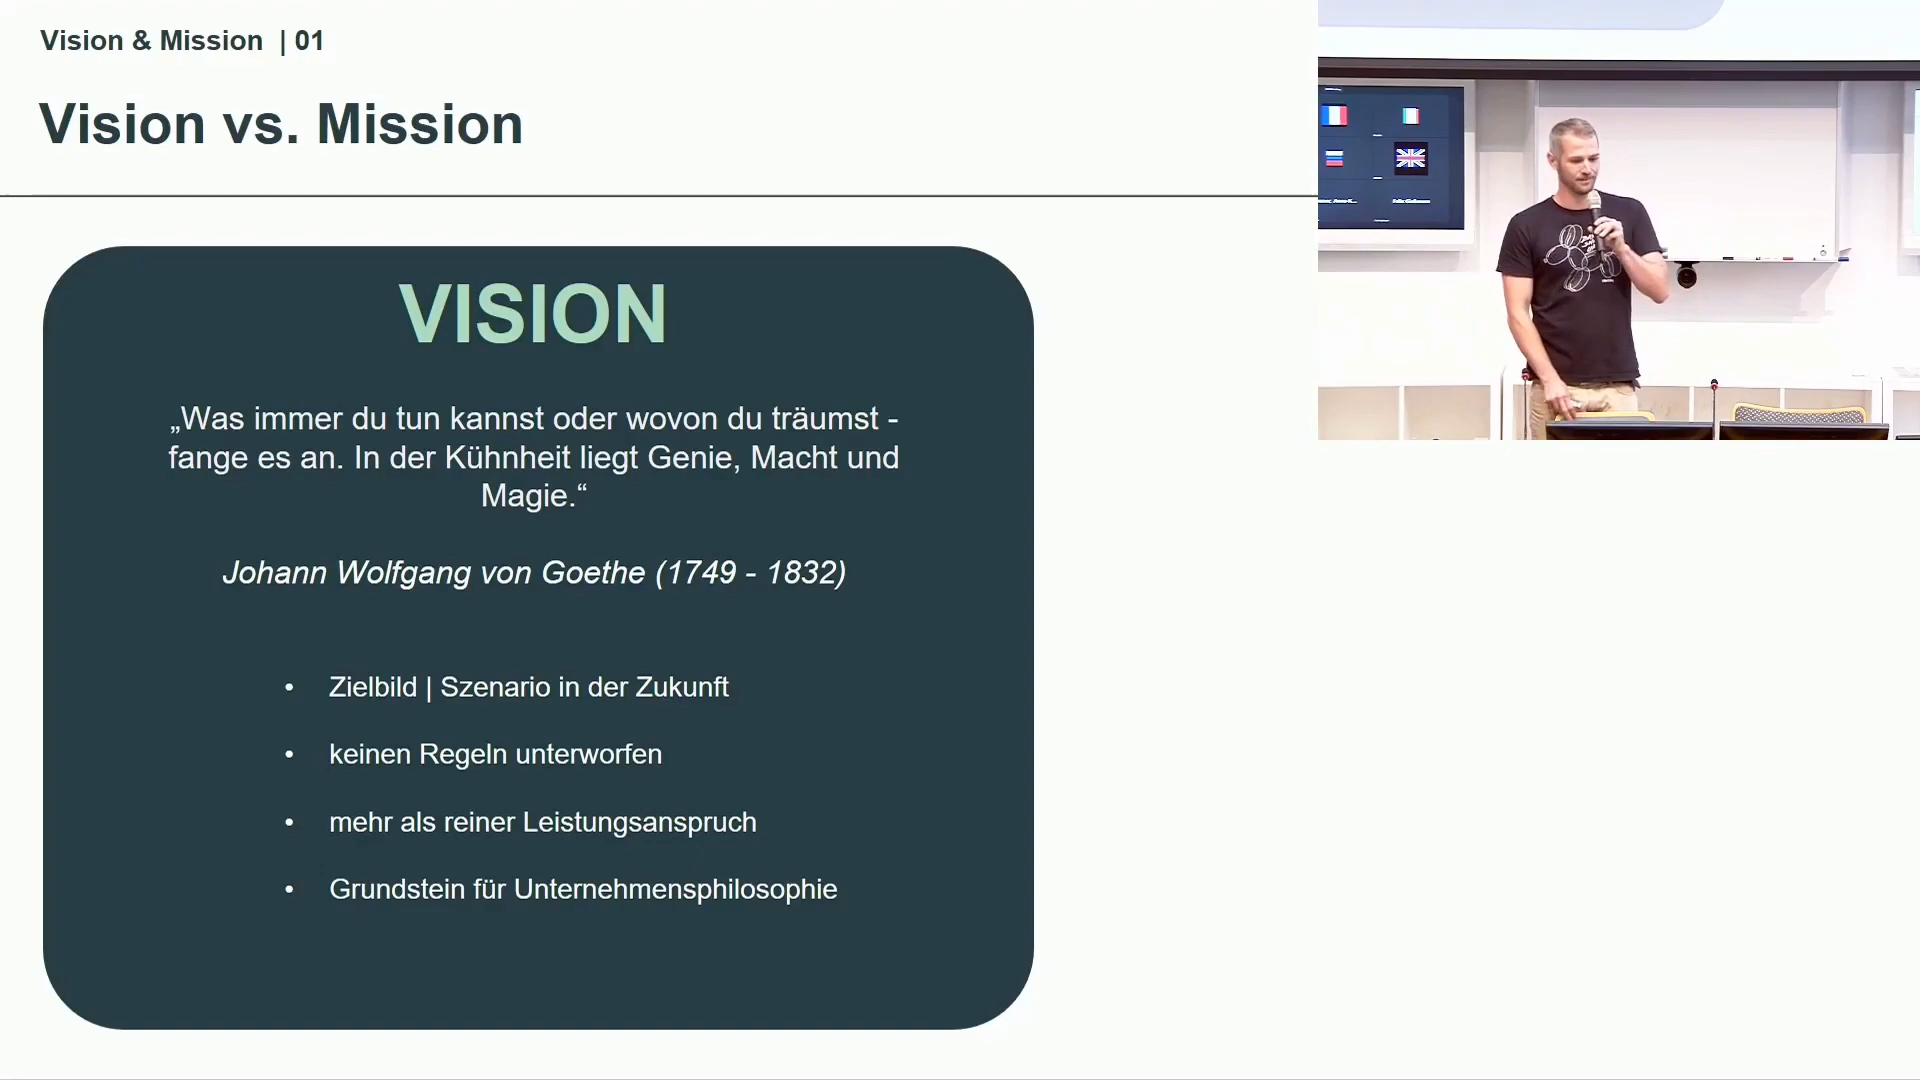 Vision & Mission | 01
Vision vs. Mission
VISION
„Was immer du tun kannst oder wovon du träumst -
fange es an. In der Kühnheit liegt Genie, Macht und
Magie.“
Johann Wolfgang von Goethe (1749 - 1832)
• Zielbild | Szenario in der Zukunft
• keinen Regeln unterworfen
• mehr als reiner Leistungsanspruch
• Grundstein für Unternehmensphilosophie